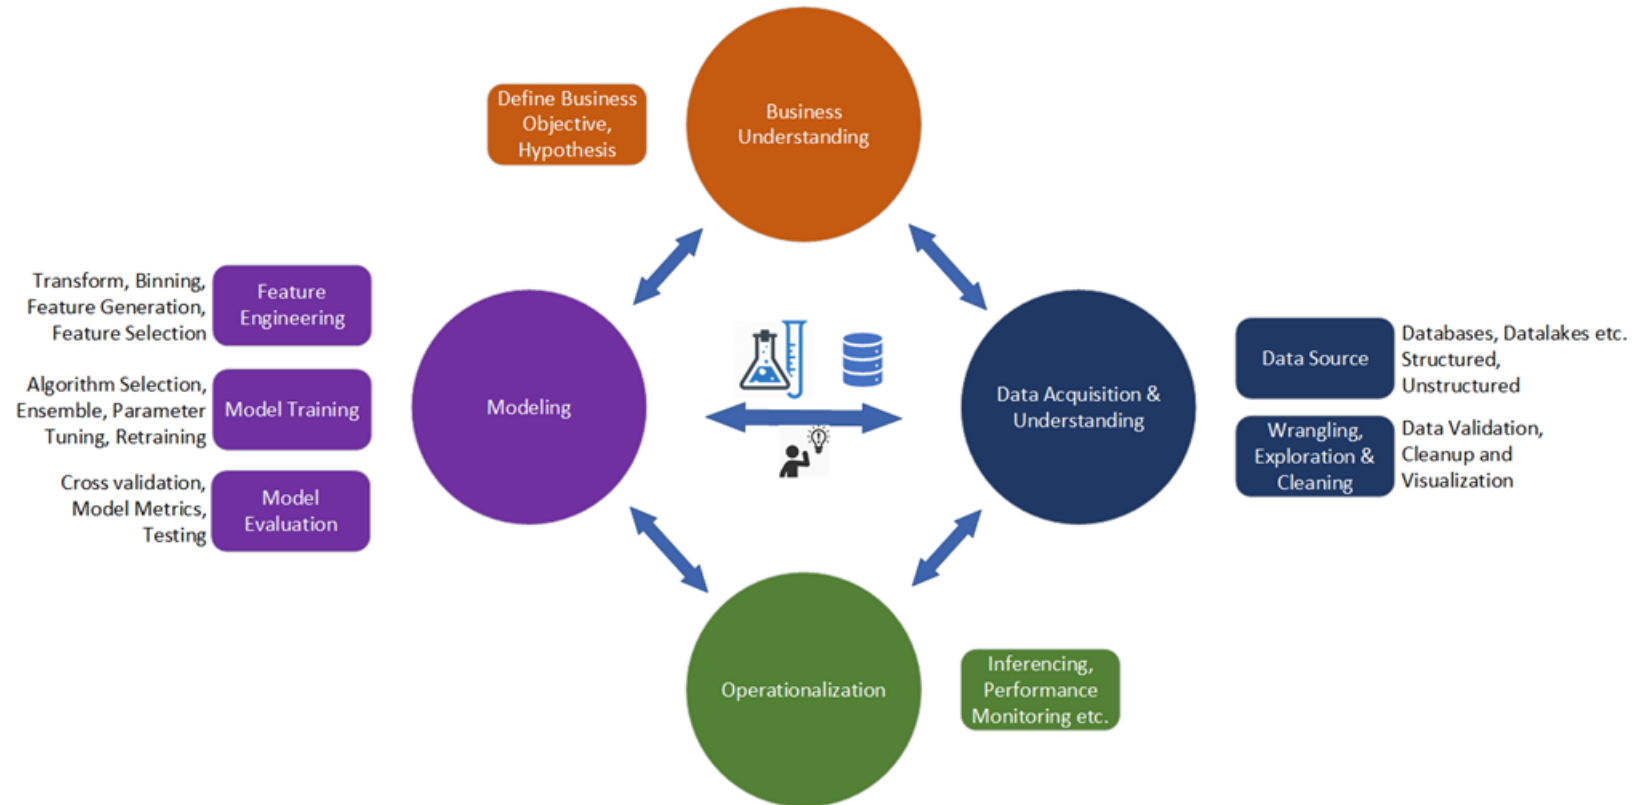 Business
Understanding
Define Business
Objective,
Hypothesis
Transform, Binning,
Feature Generation,
Feature Selection
Feature
Engineering
Algorithm Selection,
Ensemble, Parameter
Tuning, Retraining
Model Training
Cross validation,
Model Metrics,
Testing
Model
Evaluation
Modeling
Data Acquisition &
Understanding
Data Source
Databases, Datalakes etc.
Structured,
Unstructured
Wrangling,
Exploration &
Cleaning
Data Validation,
Cleanup and
Visualization
Operationalization
Inferencing,
Performance
Monitoring etc.